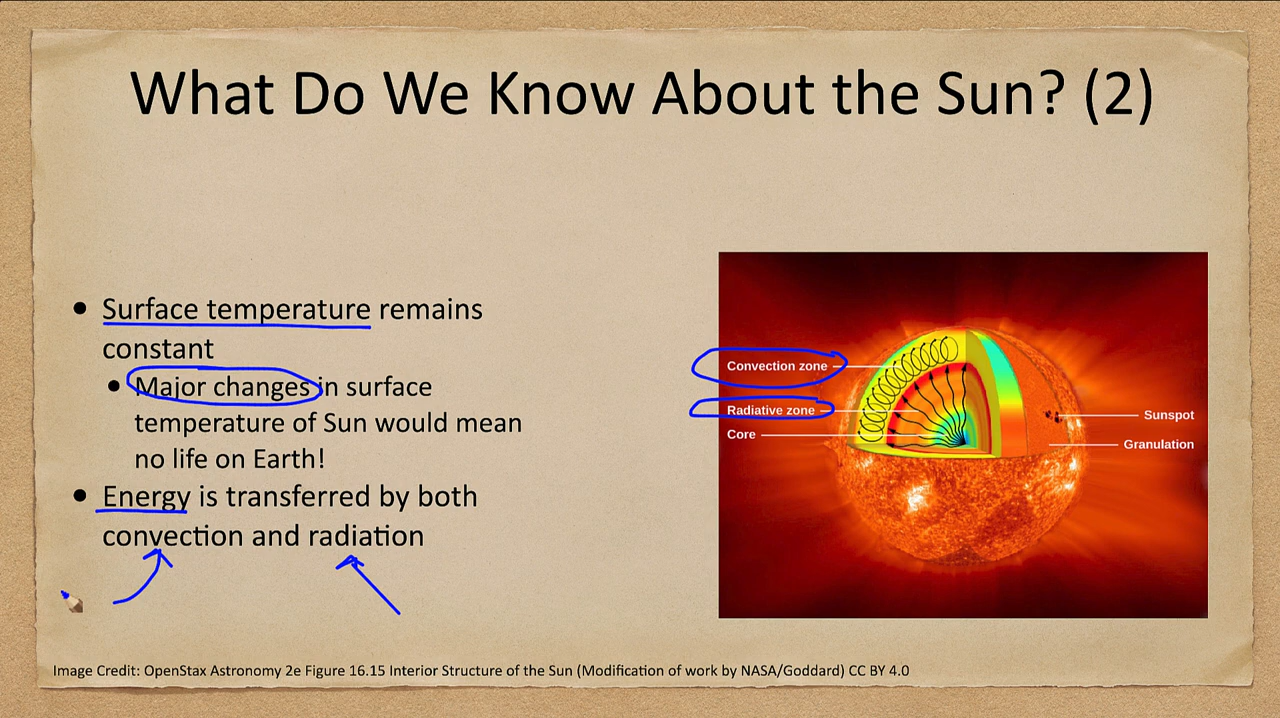 What Do We Know About the Sun? (2)
• Surface temperature remains
constant
• Major changes in surface
temperature of Sun would mean
no life on Earth!
• Energy is transferred by both
convection and radiation
Convection zone
Radiative zone
Core
Sunspot
Granulation
Image Credit: OpenStax Astronomy 2e Figure 16.15 Interior Structure of the Sun (Modification of work by NASA/Goddard) CC BY 4.0